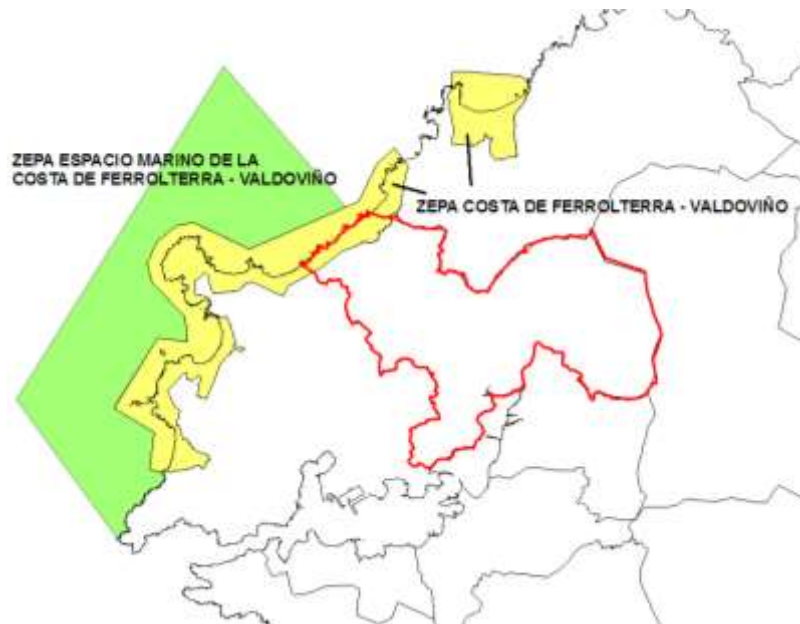 ZEPA ESPACIO MARINO DE LA
COSTA DE FERROLTERRA - VALDOVIÑO
ZEPA COSTA DE FERROLTERRA - VALDOVIÑO